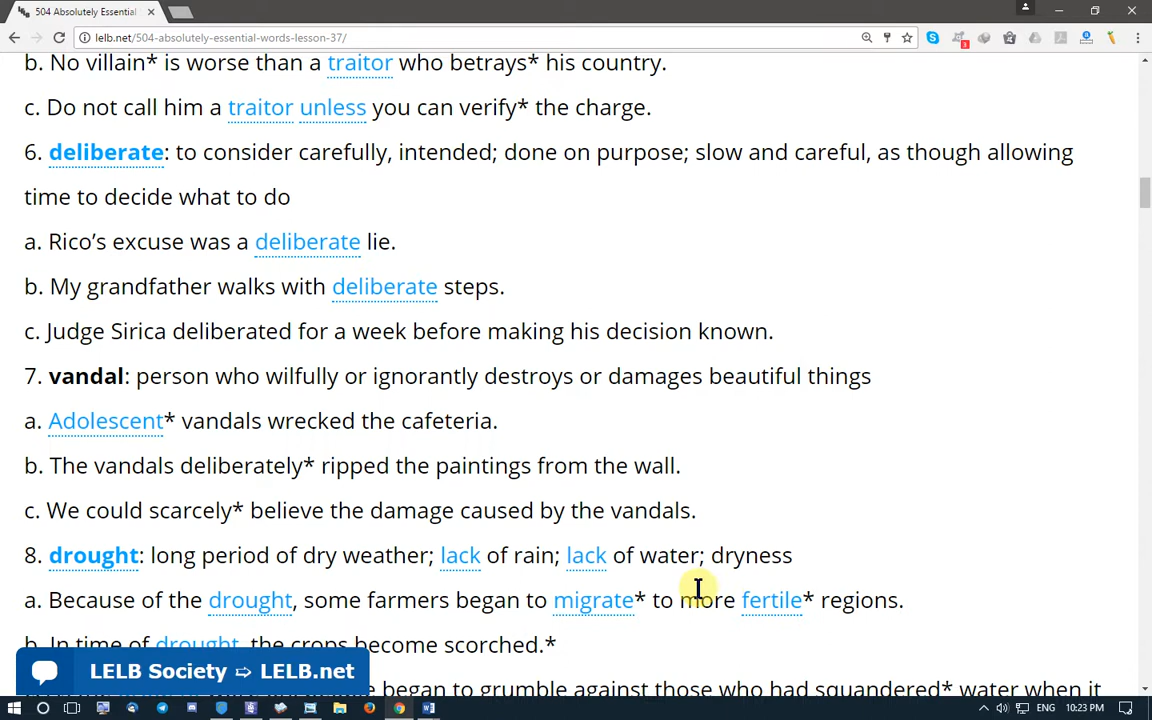 504 Absolutely Essential
lelb.net/504-absolutely-essential-words-lesson-37/
b. No villain* is worse than a traitor who betrays* his country.
c. Do not call him a traitor unless you can verify* the charge.
6. deliberate: to consider carefully, intended; done on purpose; slow and careful, as though allowing
time to decide what to do
a. Rico’s excuse was a deliberate lie.
b. My grandfather walks with deliberate steps.
c. Judge Sirica deliberated for a week before making his decision known.
7. vandal: person who wilfully or ignorantly destroys or damages beautiful things
a. Adolescent* vandals wrecked the cafeteria.
b. The vandals deliberately* ripped the paintings from the wall.
c. We could scarcely* believe the damage caused by the vandals.
8. drought: long period of dry weather; lack of rain; lack of water; dryness
a. Because of the drought, some farmers began to migrate* to more fertile* regions.
b. In time of drought, the crops become scorched.*
began to grumble against those who had squandered* water when it
LELB Society ⇨ LELB.net
ENG 10:23 PM